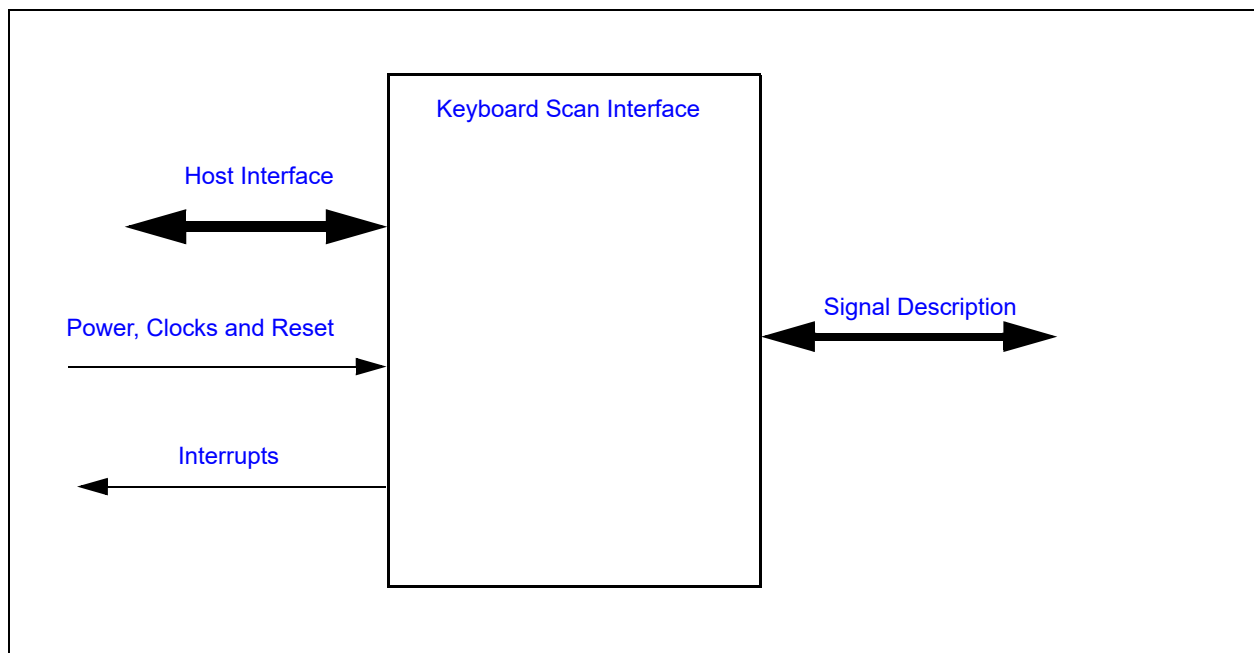 Keyboard Scan Interface
Host Interface
Signal Description
Power, Clocks and Reset
Interrupts